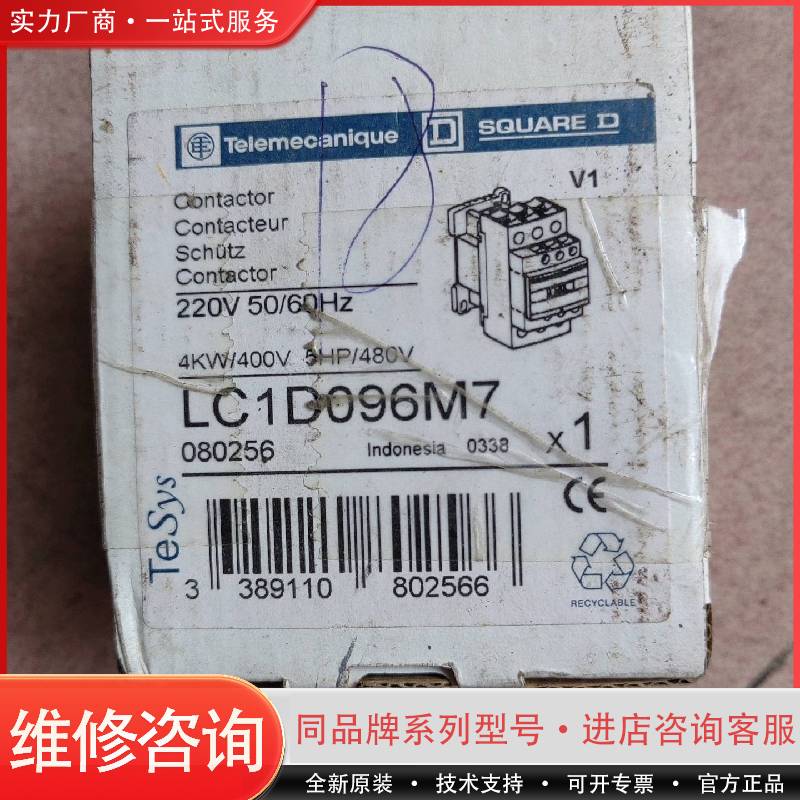 实力厂商·一站式服务
Telemecanique D SQUARE D
V1
Contactor
Contacteur
Schütz
Contactor
220V 50/60Hz
4KW/400V 5HP/480V
LC1D096M7
080256 Indonesia 0338 x 1
TeSys
CE
3 389110 802566
RECYCLABLE
维修咨询
同品牌系列型号·进店咨询客服
全新原装 · 技术支持 · 可开专票 · 官方正品